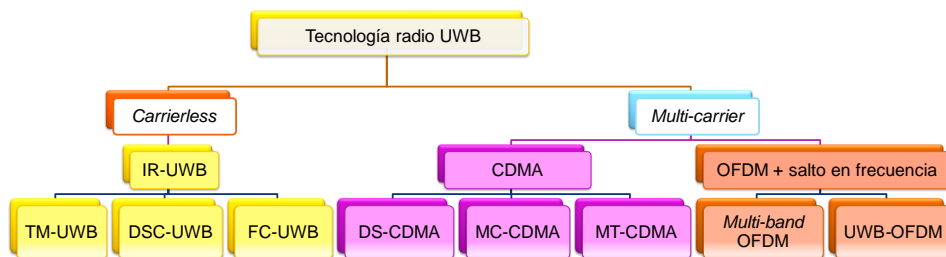 Tecnología radio UWB
Carrierless
Multi-carrier
IR-UWB
CDMA
OFDM + salto en frecuencia
TM-UWB
DSC-UWB
FC-UWB
DS-CDMA
MC-CDMA
MT-CDMA
Multi-band
OFDM
UWB-OFDM